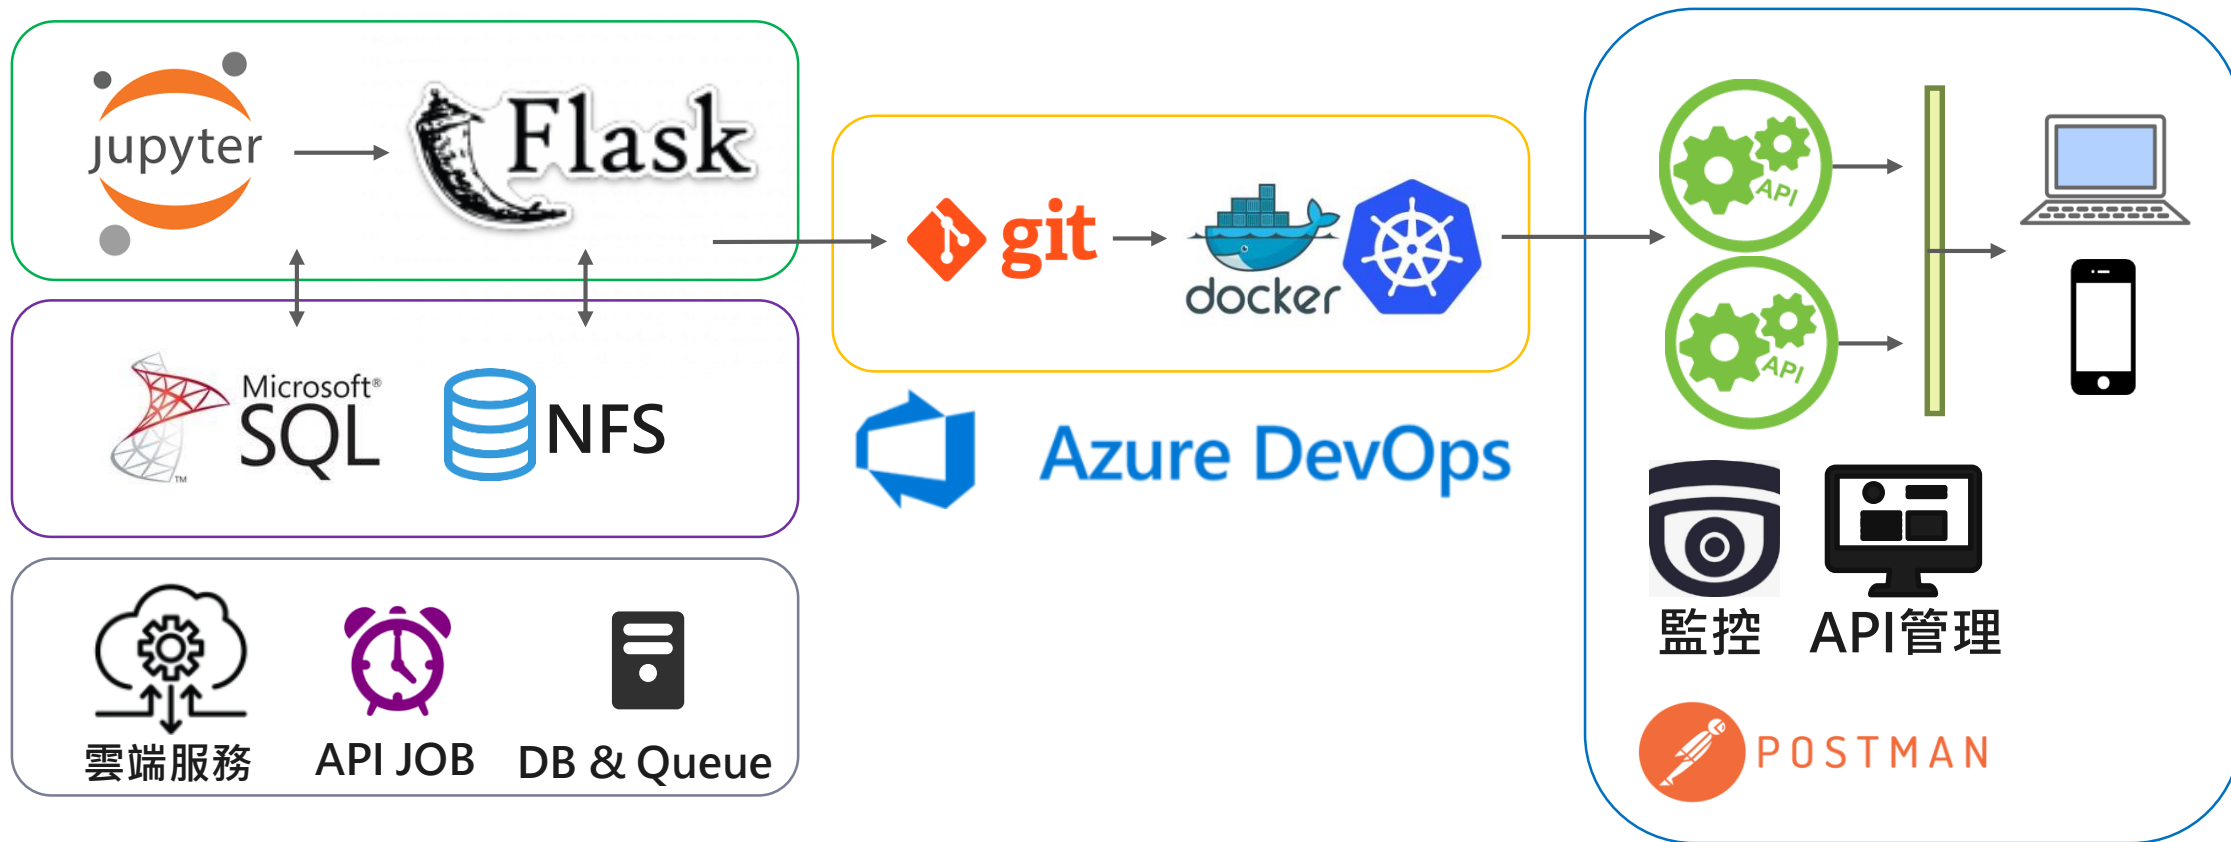 jupyter
Flask
git
docker
Microsoft®
SQL
TM
NFS
Azure DevOps
雲端服務
API JOB
DB & Queue
API
API
監控
API管理
POSTMAN